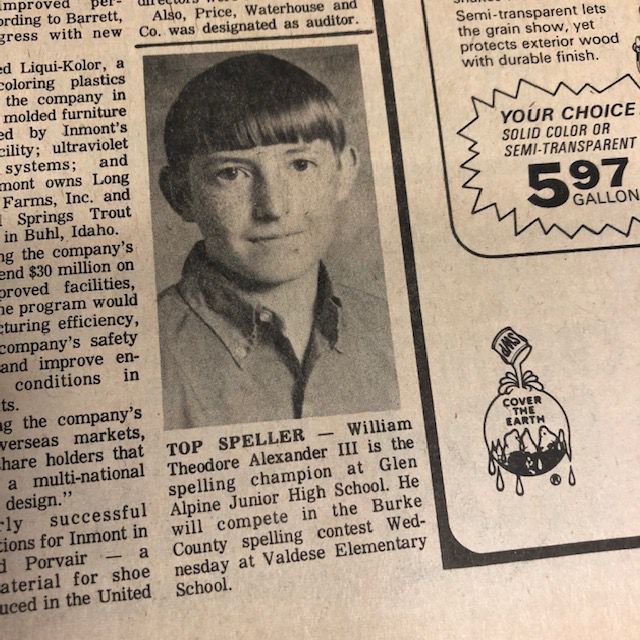 improved per-
ording to Barrett,
gress with new
ed Liqui-Kolor, a
coloring plastics
the company in
molded furniture
ed by Inmont's
cility; ultraviolet
systems; and
mont owns Long
Farms, Inc. and
Springs Trout
in Buhl, Idaho.
ng the company's
end $30 million on
proved facilities,
he program would
cturing efficiency,
company's safety
and improve en-
conditions in
ts.
ng the company's
verseas markets,
share holders that
a multi-national
design."
rly successful
tions for Inmont in
d Porvair — a
aterial for shoe
uced in the United
Also, Price, Waterhouse and
Co. was designated as auditor.
TOP SPELLER — William
Theodore Alexander III is the
spelling champion at Glen
Alpine Junior High School. He
will compete in the Burke
County spelling contest Wed-
nesday at Valdese Elementary
School.
Semi-transparent lets
the grain show, yet
protects exterior wood
with durable finish.
YOUR CHOICE
SOLID COLOR OR
SEMI-TRANSPARENT
5 97
GALLON
SWP
COVER
THE
EARTH
®